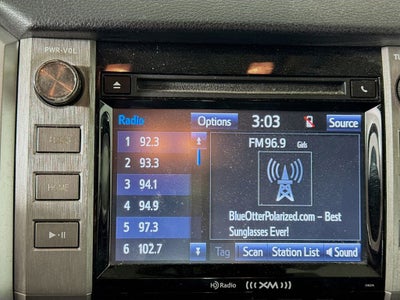 PWR•VOL
Radio Options 3:03 Source
1 92.3
2 93.3
3 94.1
4 94.9
5 97.3
6 102.7
FM 96.9 Girls
BlueOtterPolarized.com – Best
Sunglasses Ever!
Tag Scan Station List Sound
HOME
HD Radio
((XM))